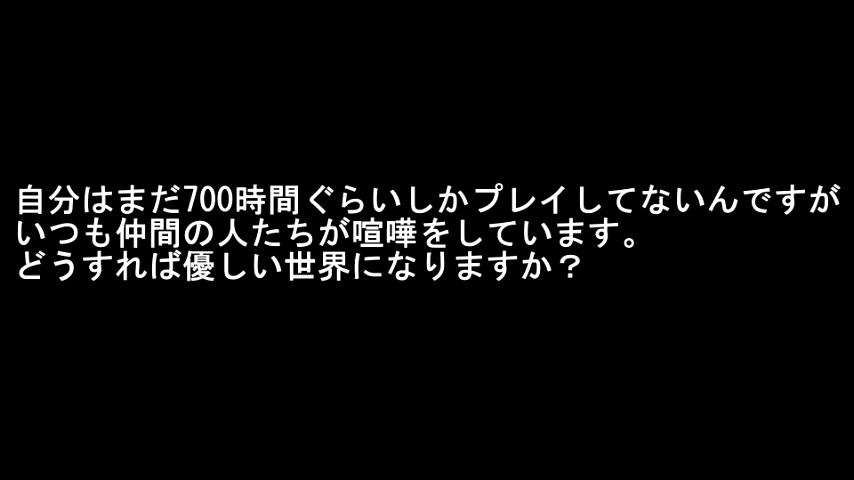 自分はまだ700時間ぐらいしかプレイしてないんですが
いつも仲間の人たちが喧嘩をしています。
どうすれば優しい世界になりますか？